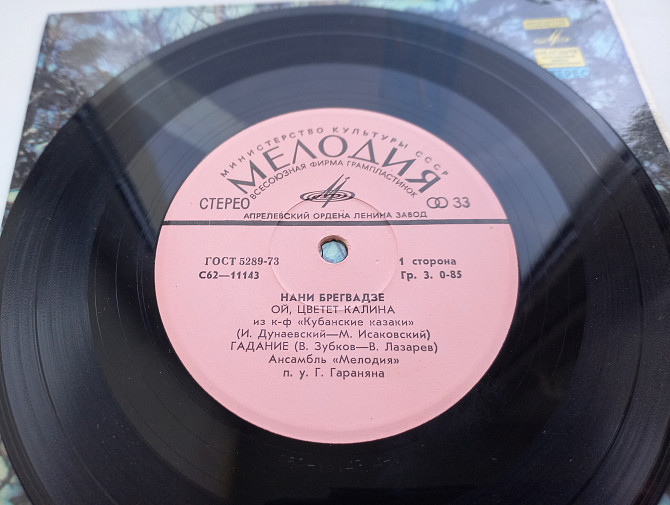 МИНИСТЕРСТВО КУЛЬТУРЫ СССР
МЕЛОДИЯ
ВСЕСОЮЗНАЯ ФИРМА ГРАМПЛАСТИНОК
СТЕРЕО 33
АПРЕЛЕВСКИЙ ОРДЕНА ЛЕНИНА ЗАВОД
ГОСТ 5289-73 1 сторона
С62—11143 Гр. 3. 0-85
НАНИ БРЕГВАДЗЕ
ОЙ, ЦВЕТЕТ КАЛИНА
из к-ф «Кубанские казаки»
(И. Дунаевский—М. Исаковский)
ГАДАНИЕ (В. Зубков—В. Лазарев)
Ансамбль «Мелодия»
п. у. Г. Гараняна